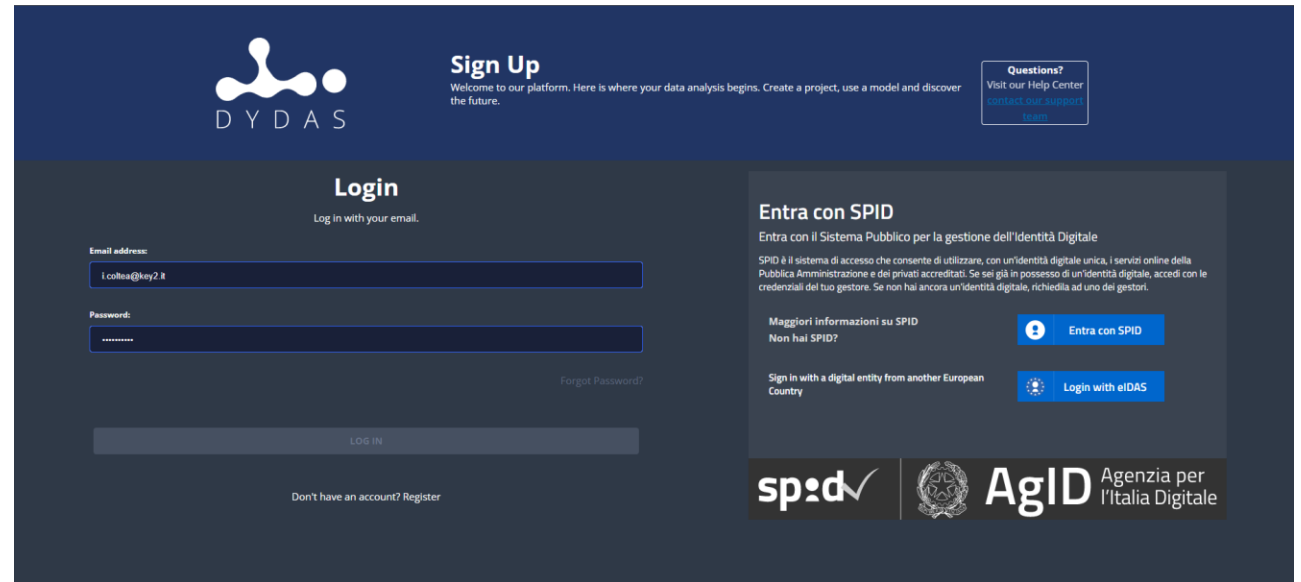 DYDAS
Sign Up
Welcome to our platform. Here is where your data analysis begins. Create a project, use a model and discover
the future.
Questions?
Visit our Help Center
contact our support
team
Login
Log in with your email.
Email address:
i.coltea@key2.it
Password:
••••••••••
Forgot Password?
LOG IN
Don't have an account? Register
Entra con SPID
Entra con il Sistema Pubblico per la gestione dell'Identità Digitale
SPID è il sistema di accesso che consente di utilizzare, con un'identità digitale unica, i servizi online della
Pubblica Amministrazione e dei privati accreditati. Se sei già in possesso di un'identità digitale, accedi con le
credenziali del tuo gestore. Se non hai ancora un'identità digitale, richiedila ad uno dei gestori.
Maggiori informazioni su SPID
Non hai SPID?
Entra con SPID
Sign in with a digital entity from another European
Country
Login with eIDAS
spid
AgID
Agenzia per
l'Italia Digitale